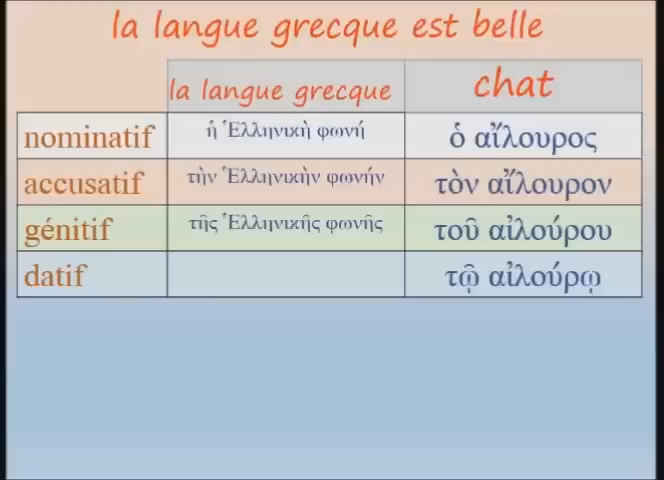 la langue grecque est belle
la langue grecque chat
nominatif ἡ Ἑλληνικὴ φωνή ὁ αἴλουρος
accusatif τὴν Ἑλληνικὴν φωνήν τὸν αἴλουρον
génitif τῆς Ἑλληνικῆς φωνῆς τοῦ αἰλούρου
datif τῷ αἰλούρῳ